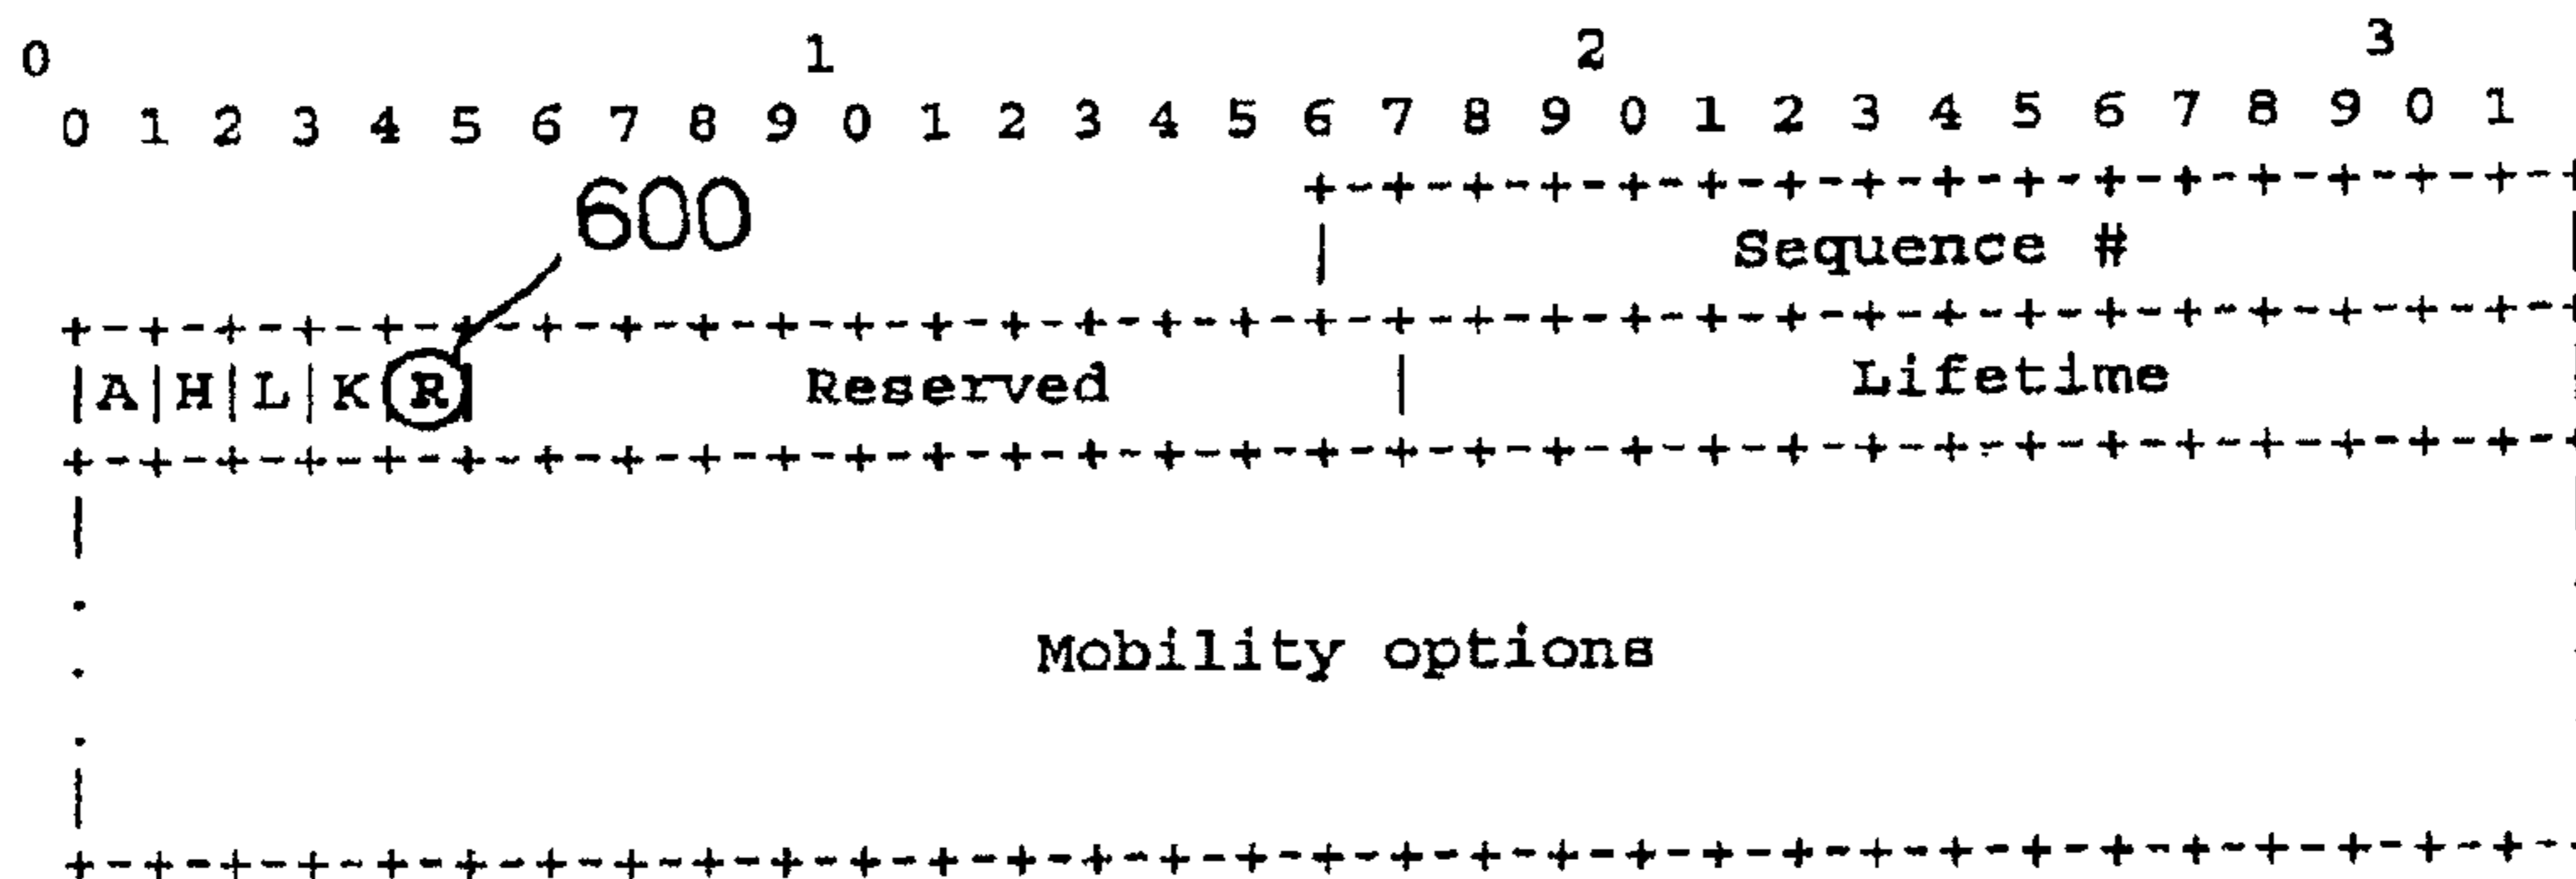 0 1 2 3
0 1 2 3 4 5 6 7 8 9 0 1 2 3 4 5 6 7 8 9 0 1 2 3 4 5 6 7 8 9 0 1
+-+-+-+-+-+-+-+-+-+-+-+-+-+-+-+-+
600
| Sequence # |
+-+-+-+-+-+-+-+-+-+-+-+-+-+-+-+-+-+-+-+-+-+-+-+-+-+-+-+-+-+-+-+-+
|A|H|L|K|R| Reserved | Lifetime |
+-+-+-+-+-+-+-+-+-+-+-+-+-+-+-+-+-+-+-+-+-+-+-+-+-+-+-+-+-+-+-+-+
|
.
. Mobility options
.
|
+-+-+-+-+-+-+-+-+-+-+-+-+-+-+-+-+-+-+-+-+-+-+-+-+-+-+-+-+-+-+-+-